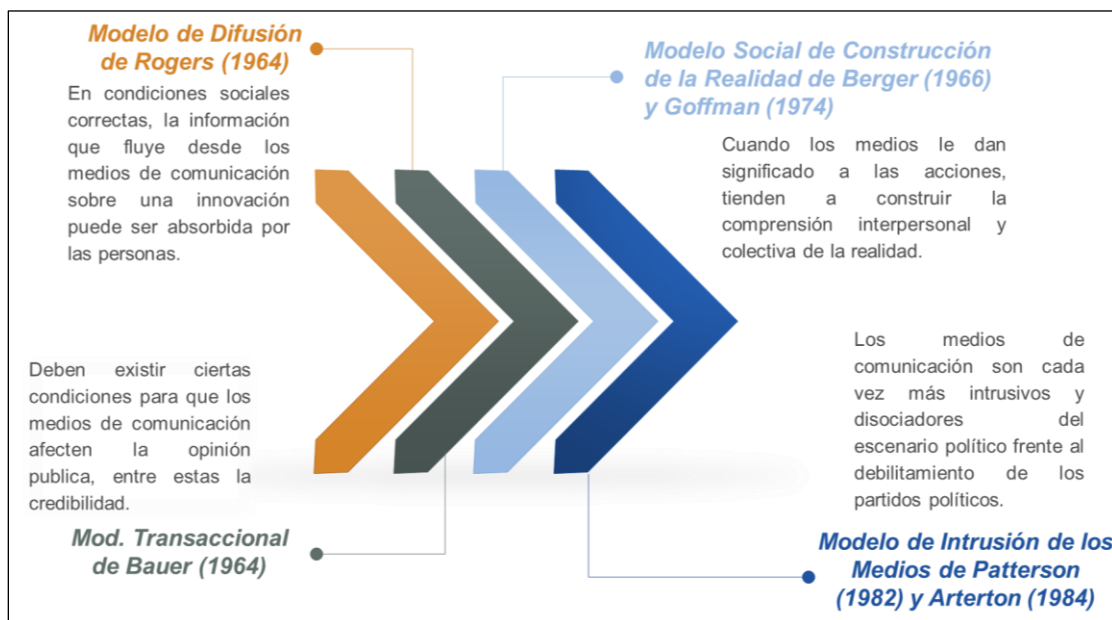 Modelo de Difusión
de Rogers (1964)
En condiciones sociales
correctas, la información
que fluye desde los
medios de comunicación
sobre una innovación
puede ser absorbida por
las personas.
Deben existir ciertas
condiciones para que los
medios de comunicación
afecten la opinión
publica, entre estas la
credibilidad.
Mod. Transaccional
de Bauer (1964)
Modelo Social de Construcción
de la Realidad de Berger (1966)
y Goffman (1974)
Cuando los medios le dan
significado a las acciones,
tienden a construir la
comprensión interpersonal y
colectiva de la realidad.
Los medios de
comunicación son cada
vez más intrusivos y
disociadores del
escenario político frente al
debilitamiento de los
partidos políticos.
Modelo de Intrusión de los
Medios de Patterson
(1982) y Arterton (1984)